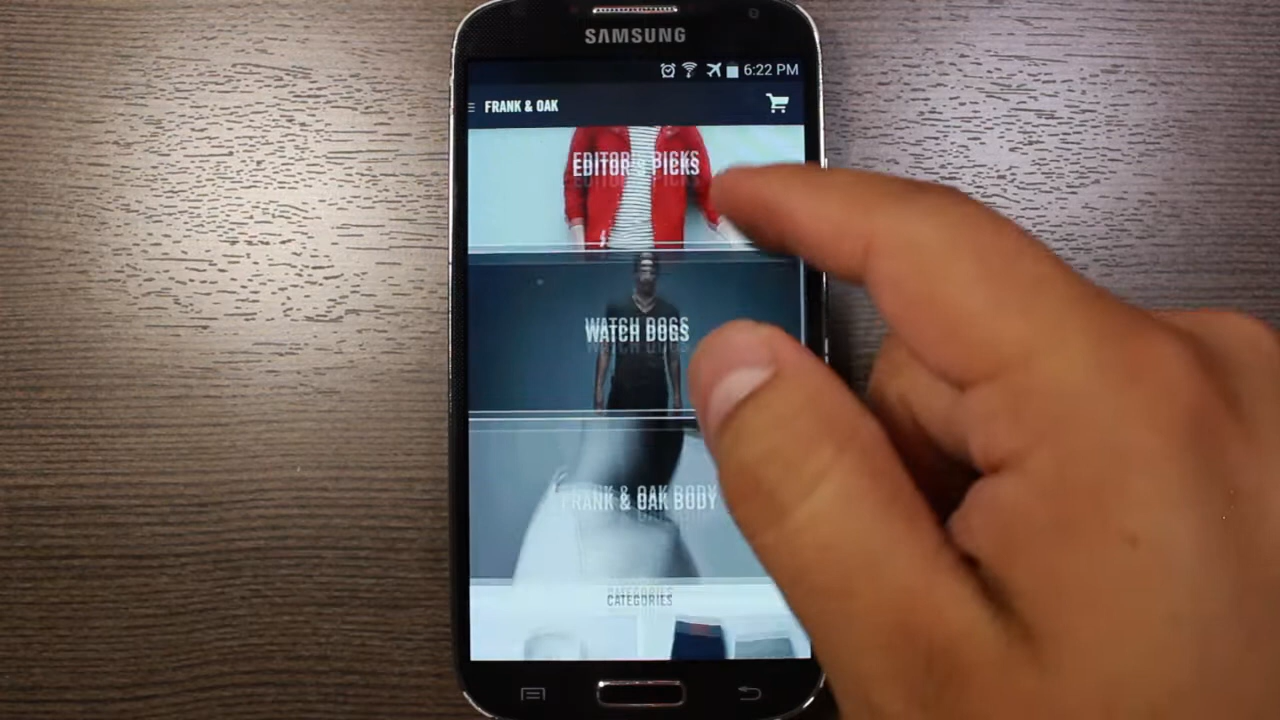 SAMSUNG
6:22 PM
FRANK & OAK
EDITOR'S PICKS
WATCH DOGS
FRANK & OAK BODY
CATEGORIES